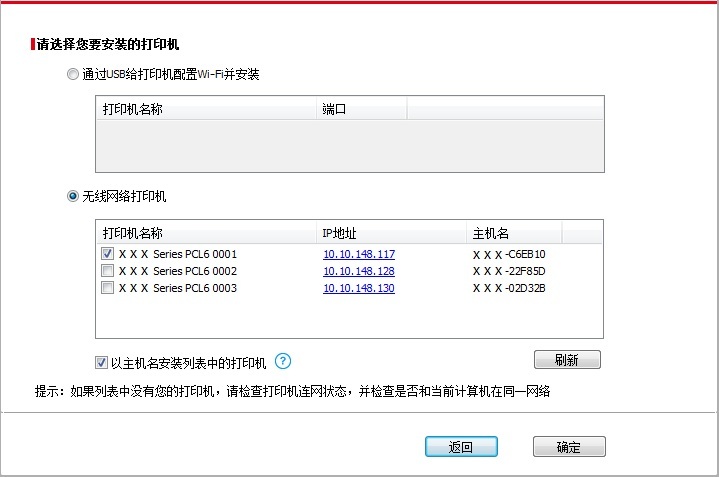 请选择您要安装的打印机
通过USB给打印机配置Wi-Fi并安装
打印机名称 端口
无线网络打印机
打印机名称 IP地址 主机名
X X X Series PCL6 0001 10.10.148.117 X X X -C6EB10
X X X Series PCL6 0002 10.10.148.128 X X X -22F85D
X X X Series PCL6 0003 10.10.148.130 X X X -02D32B
以主机名安装列表中的打印机 ? 刷新
提示：如果列表中没有您的打印机，请检查打印机连网状态，并检查是否和当前计算机在同一网络
返回 确定